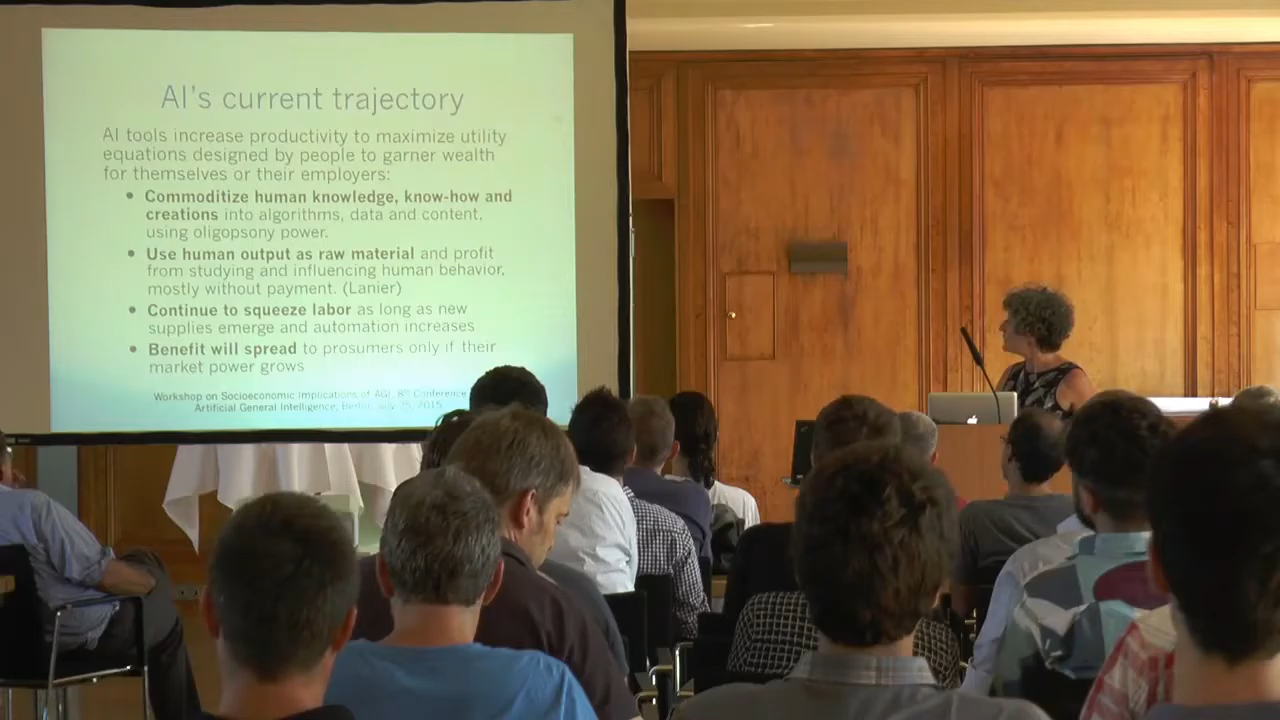 AI's current trajectory
AI tools increase productivity to maximize utility
equations designed by people to garner wealth
for themselves or their employers:
• Commoditize human knowledge, know-how and
creations into algorithms, data and content,
using oligopsony power.
• Use human output as raw material and profit
from studying and influencing human behavior,
mostly without payment. (Lanier)
• Continue to squeeze labor as long as new
supplies emerge and automation increases
• Benefit will spread to prosumers only if their
market power grows
Workshop on Socioeconomic Implications of AGI, 8th Conference
Artificial General Intelligence, Berlin, July 25, 2015